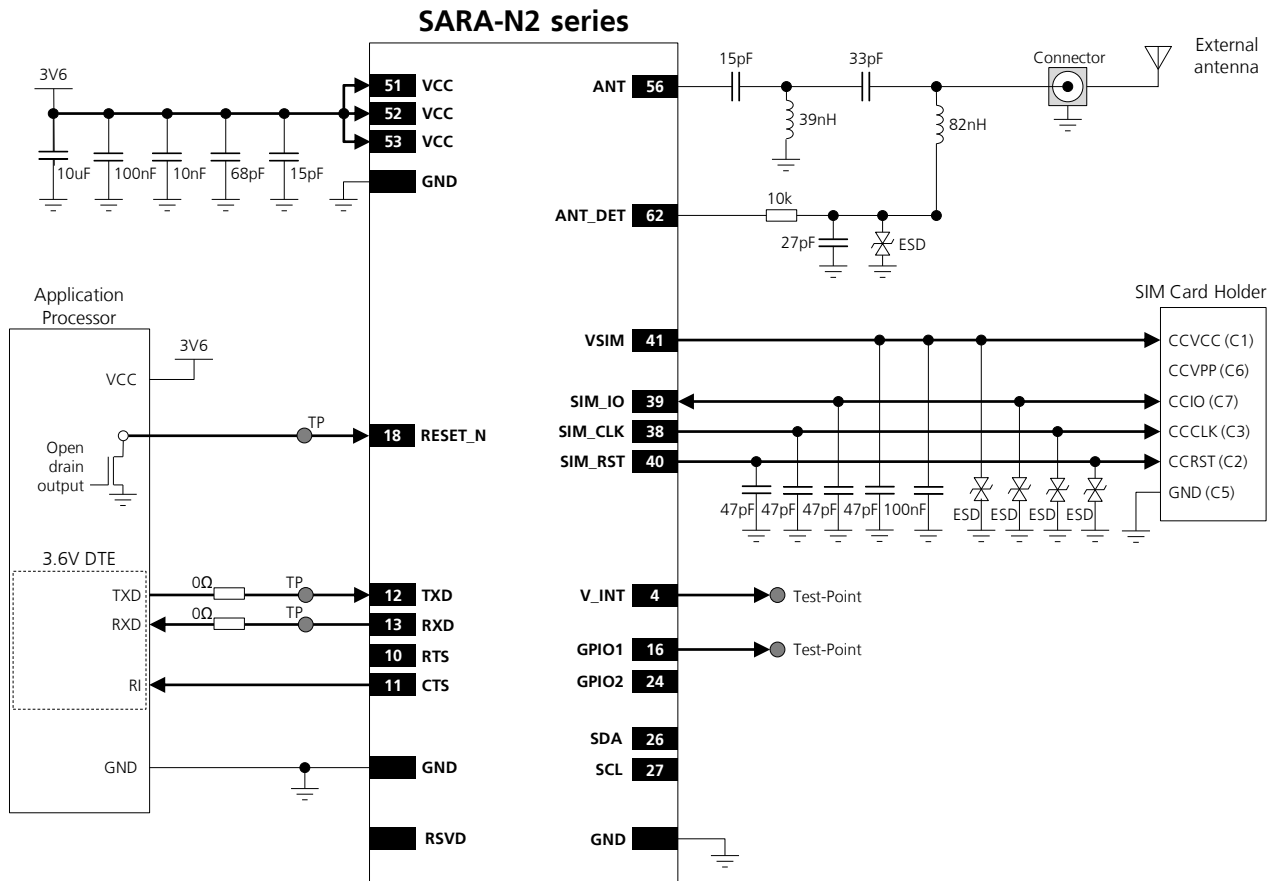 SARA-N2 series
3V6
51 VCC
52 VCC
53 VCC
10uF 100nF 10nF 68pF 15pF
GND
ANT 56
15pF
33pF
39nH
82nH
Connector
External
antenna
ANT_DET 62
10k
27pF
ESD
Application
Processor
3V6
VCC
Open
drain
output
TP
18 RESET_N
SIM Card Holder
VSIM 41
CCVCC (C1)
CCVPP (C6)
SIM_IO 39
CCIO (C7)
SIM_CLK 38
CCCLK (C3)
SIM_RST 40
CCRST (C2)
GND (C5)
47pF 47pF 47pF 47pF 100nF
ESD ESD ESD ESD
3.6V DTE
TXD
0Ω
TP
12 TXD
RXD
0Ω
TP
13 RXD
10 RTS
RI
11 CTS
GND
GND
RSVD
V_INT 4
Test-Point
GPIO1 16
Test-Point
GPIO2 24
SDA 26
SCL 27
GND